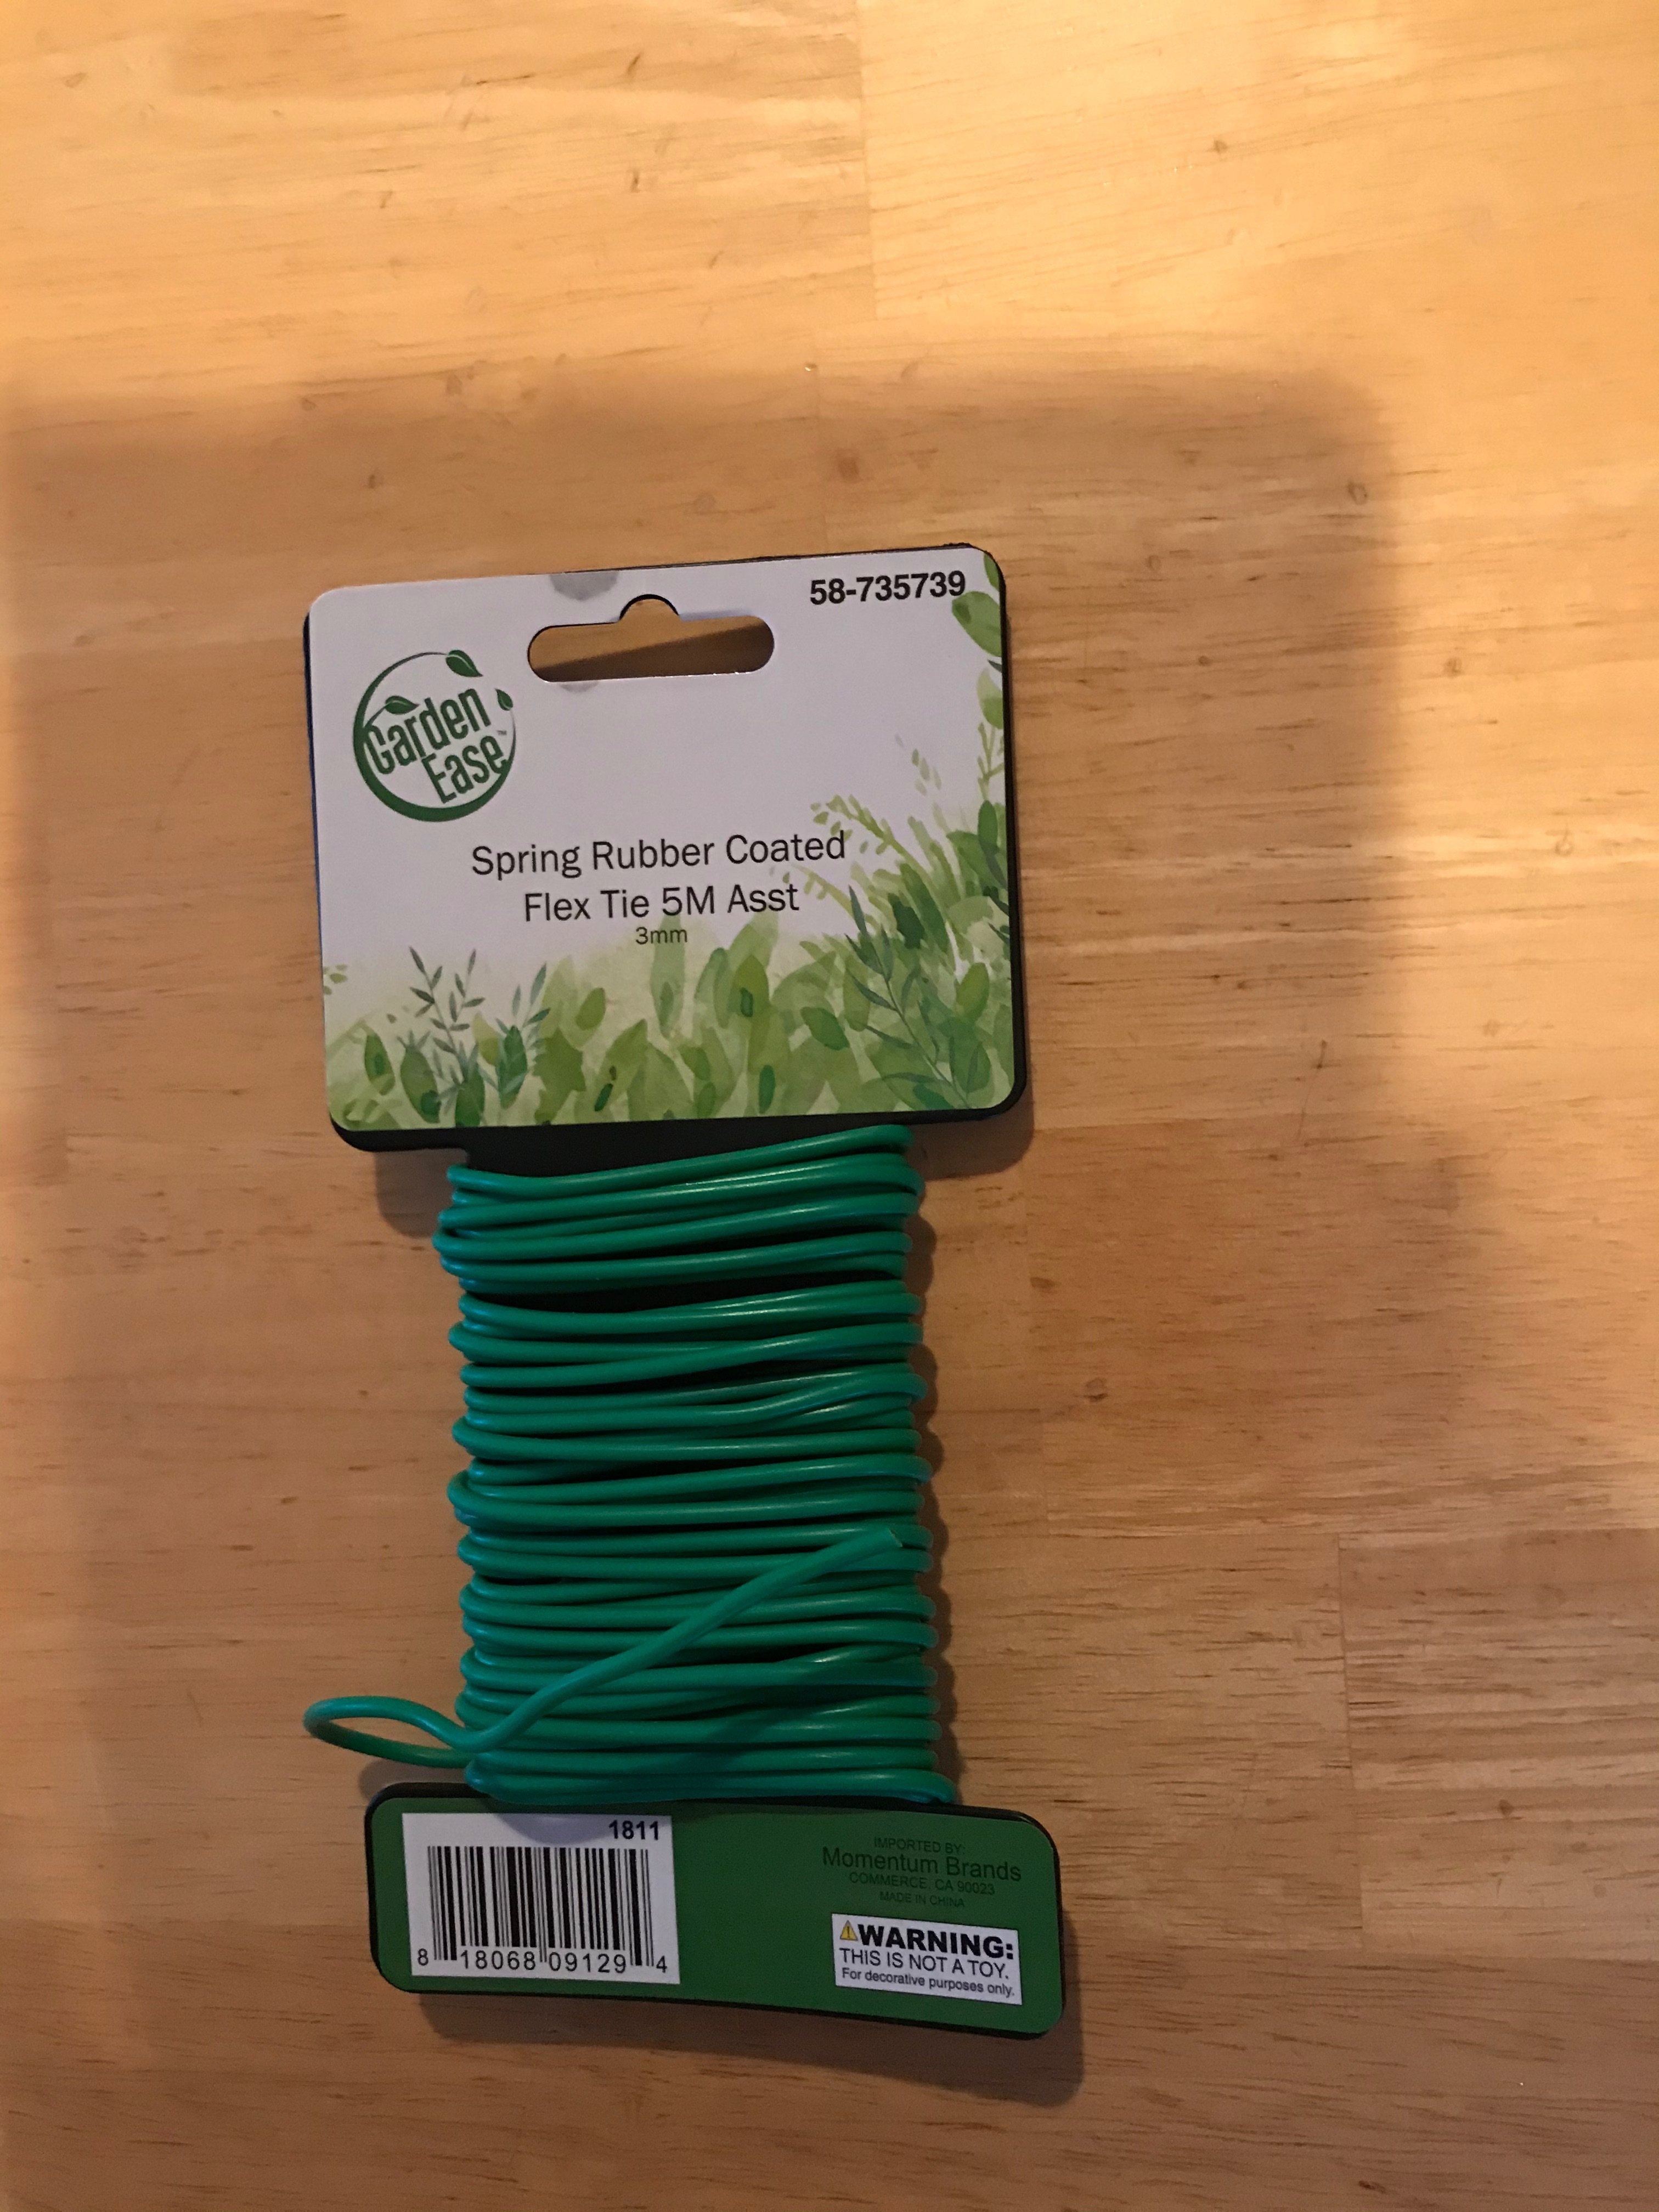 58-735739
Garden
Ease™
Spring Rubber Coated
Flex Tie 5M Asst
3mm
1811
8 18068 09129 4
IMPORTED BY:
Momentum Brands
COMMERCE, CA 90023
MADE IN CHINA
⚠WARNING:
THIS IS NOT A TOY.
For decorative purposes only.